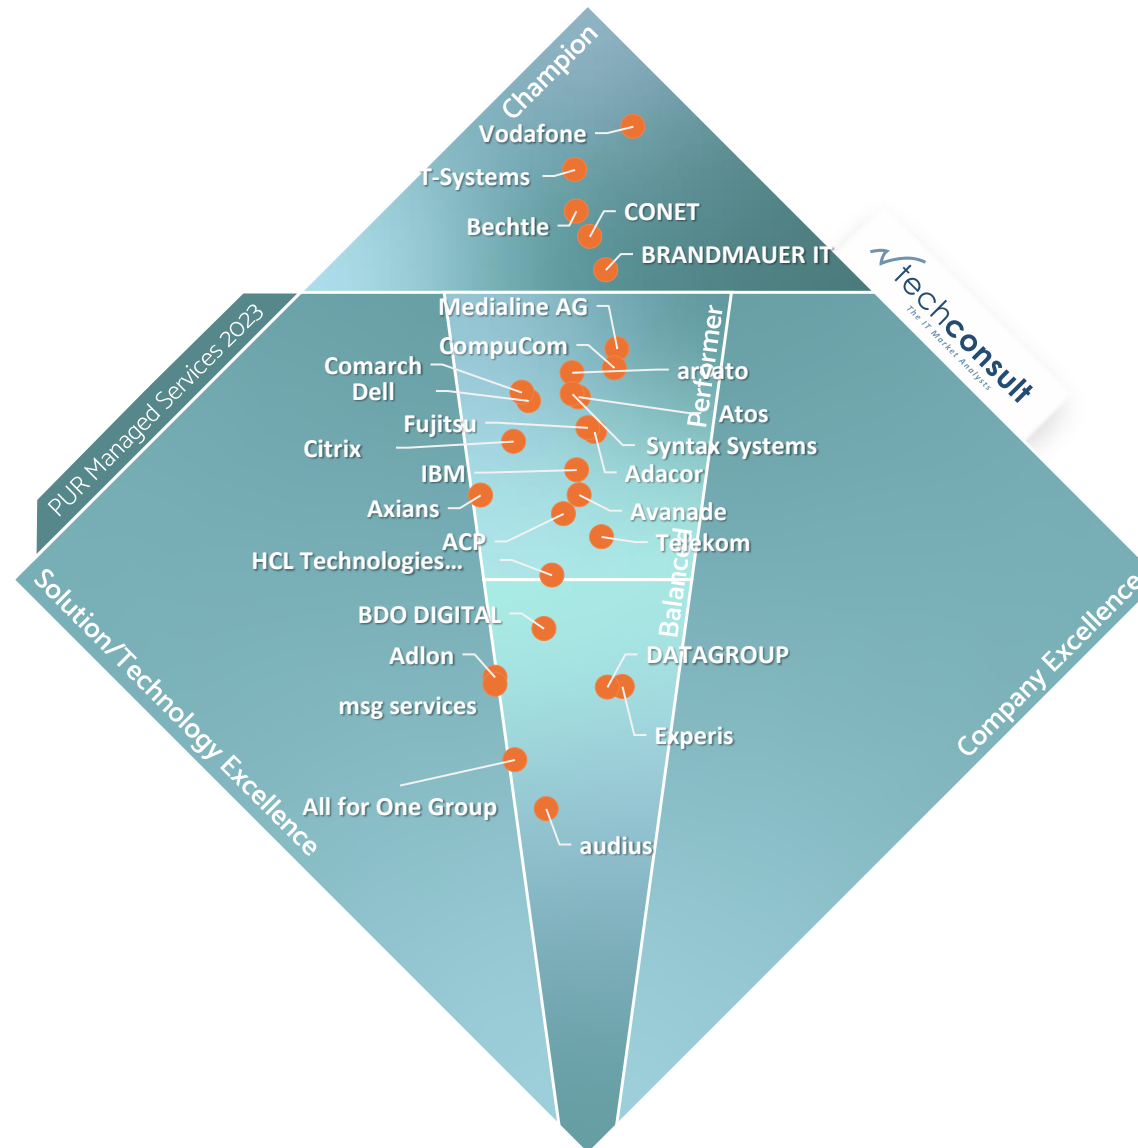 Champion
Vodafone
T-Systems
Bechtle
CONET
BRANDMAUER IT
PUR Managed Services 2023
techconsult
The IT Market Analysts
Medialine AG
Performer
CompuCom
Comarch
arvato
Dell
Atos
Fujitsu
Syntax Systems
Citrix
IBM
Adacor
Axians
Avanade
ACP
Telekom
HCL Technologies...
Balanced
Solution/Technology Excellence
Company Excellence
BDO DIGITAL
Adlon
DATAGROUP
msg services
Experis
All for One Group
audius